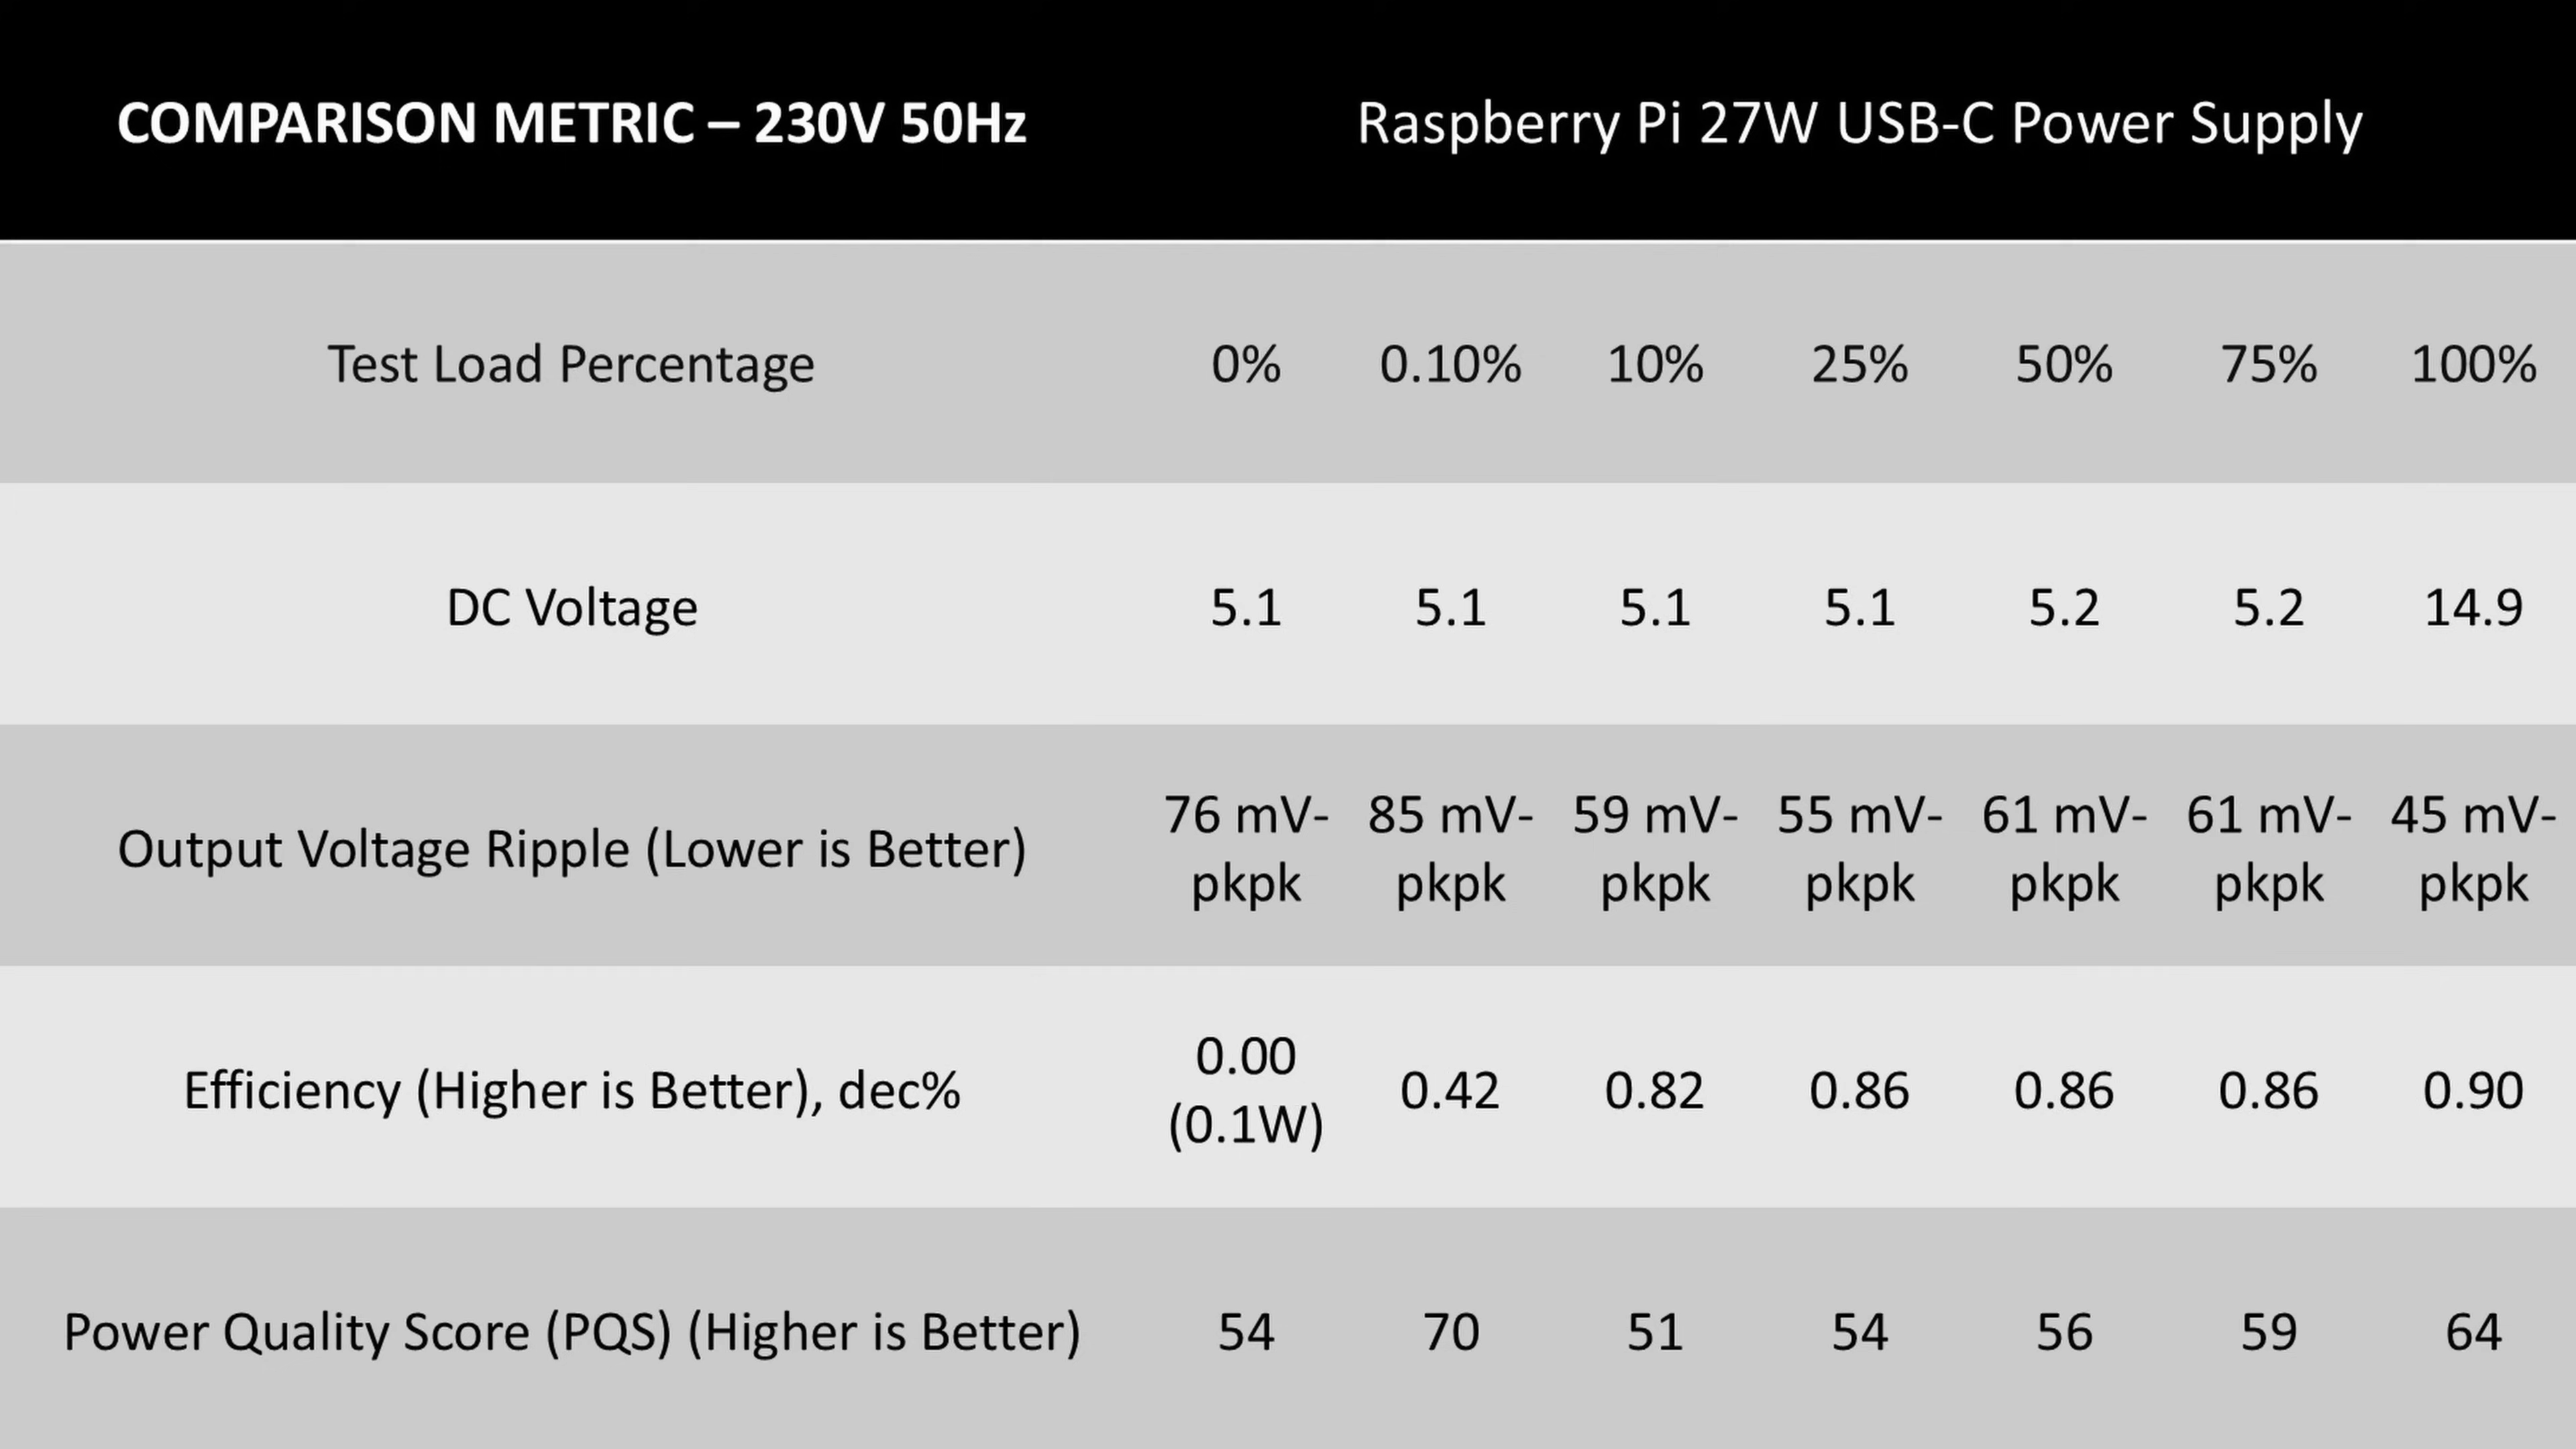 COMPARISON METRIC – 230V 50Hz Raspberry Pi 27W USB-C Power Supply
Test Load Percentage 0% 0.10% 10% 25% 50% 75% 100%
DC Voltage 5.1 5.1 5.1 5.1 5.2 5.2 14.9
Output Voltage Ripple (Lower is Better) 76 mV-pkpk 85 mV-pkpk 59 mV-pkpk 55 mV-pkpk 61 mV-pkpk 61 mV-pkpk 45 mV-pkpk
Efficiency (Higher is Better), dec% 0.00 (0.1W) 0.42 0.82 0.86 0.86 0.86 0.90
Power Quality Score (PQS) (Higher is Better) 54 70 51 54 56 59 64